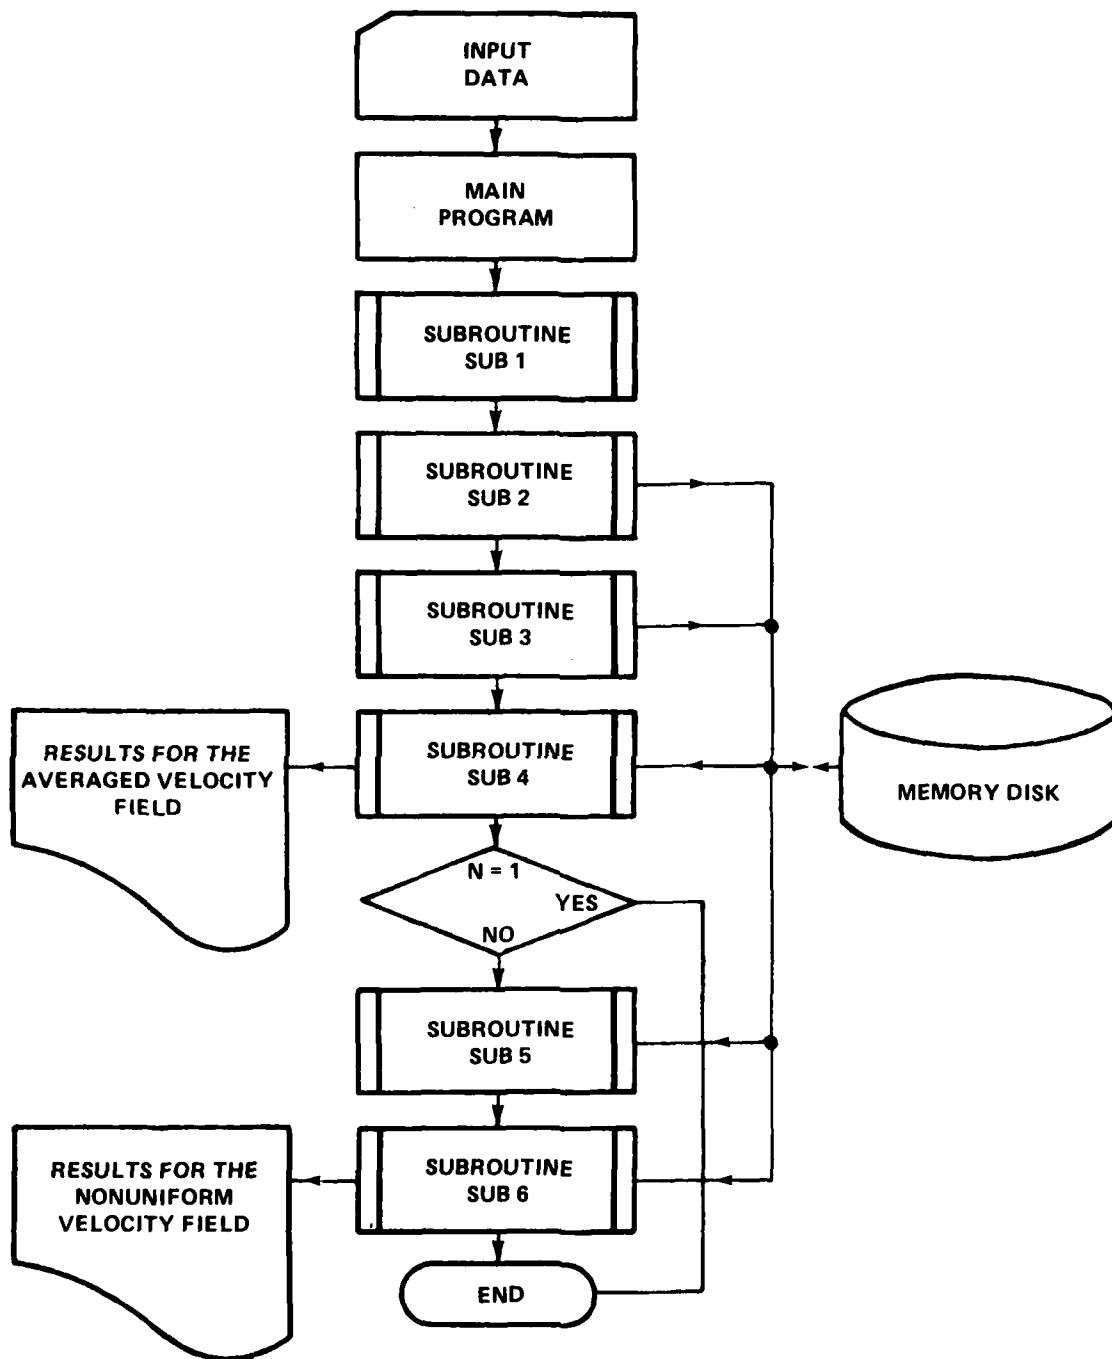 INPUT
DATA
MAIN
PROGRAM
SUBROUTINE
SUB 1
SUBROUTINE
SUB 2
SUBROUTINE
SUB 3
RESULTS FOR THE
AVERAGED VELOCITY
FIELD
SUBROUTINE
SUB 4
MEMORY DISK
N = 1
YES
NO
SUBROUTINE
SUB 5
RESULTS FOR THE
NONUNIFORM
VELOCITY FIELD
SUBROUTINE
SUB 6
END